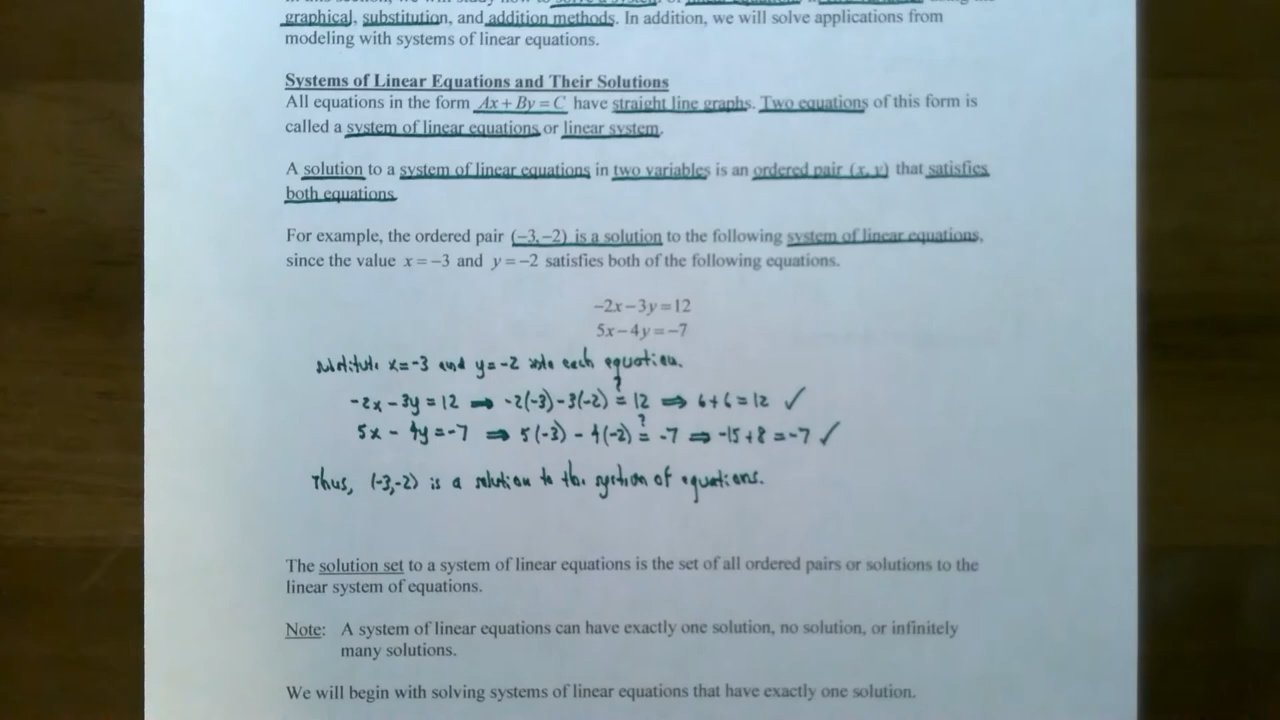 graphical, substitution, and addition methods. In addition, we will solve applications from
modeling with systems of linear equations.
Systems of Linear Equations and Their Solutions
All equations in the form Ax + By = C have straight line graphs. Two equations of this form is
called a system of linear equations or linear system.
A solution to a system of linear equations in two variables is an ordered pair (x, y) that satisfies
both equations.
For example, the ordered pair (−3, −2) is a solution to the following system of linear equations,
since the value x = −3 and y = −2 satisfies both of the following equations.
−2x − 3y = 12
5x − 4y = −7
substitute x = -3 and y = -2 into each equation.
-2x - 3y = 12 ⇒ -2(-3) - 3(-2) ≟ 12 ⇒ 6 + 6 = 12 ✓
5x - 4y = -7 ⇒ 5(-3) - 4(-2) ≟ -7 ⇒ -15 + 8 = -7 ✓
Thus, (-3,-2) is a solution to the system of equations.
The solution set to a system of linear equations is the set of all ordered pairs or solutions to the
linear system of equations.
Note: A system of linear equations can have exactly one solution, no solution, or infinitely
many solutions.
We will begin with solving systems of linear equations that have exactly one solution.